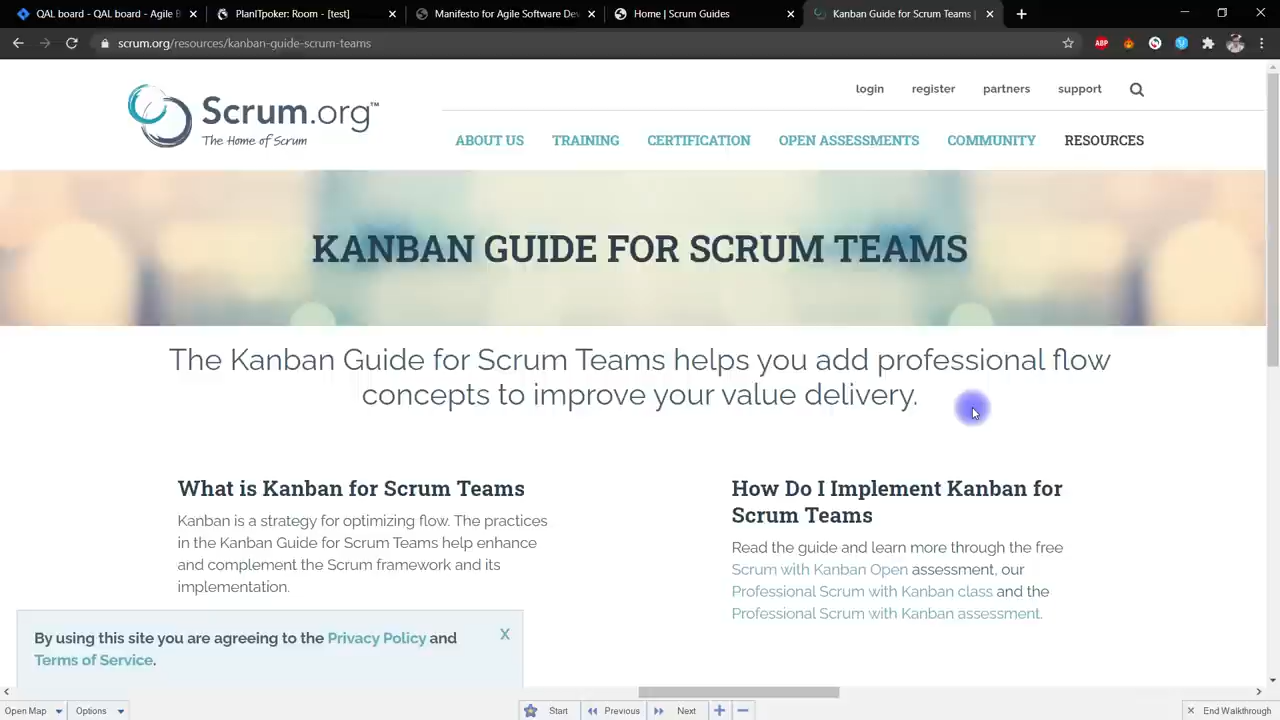 QAL board - QAL board - Agile B
PlanITpoker: Room - [test]
Manifesto for Agile Software Dev
Home | Scrum Guides
Kanban Guide for Scrum Teams |
scrum.org/resources/kanban-guide-scrum-teams
ABP
login register partners support
Scrum.org™
The Home of Scrum
ABOUT US TRAINING CERTIFICATION OPEN ASSESSMENTS COMMUNITY RESOURCES
KANBAN GUIDE FOR SCRUM TEAMS
The Kanban Guide for Scrum Teams helps you add professional flow
concepts to improve your value delivery.
What is Kanban for Scrum Teams
Kanban is a strategy for optimizing flow. The practices
in the Kanban Guide for Scrum Teams help enhance
and complement the Scrum framework and its
implementation.
How Do I Implement Kanban for
Scrum Teams
Read the guide and learn more through the free
Scrum with Kanban Open assessment, our
Professional Scrum with Kanban class and the
Professional Scrum with Kanban assessment.
By using this site you are agreeing to the Privacy Policy and
Terms of Service.
X
Open Map Options Start Previous Next End Walkthrough